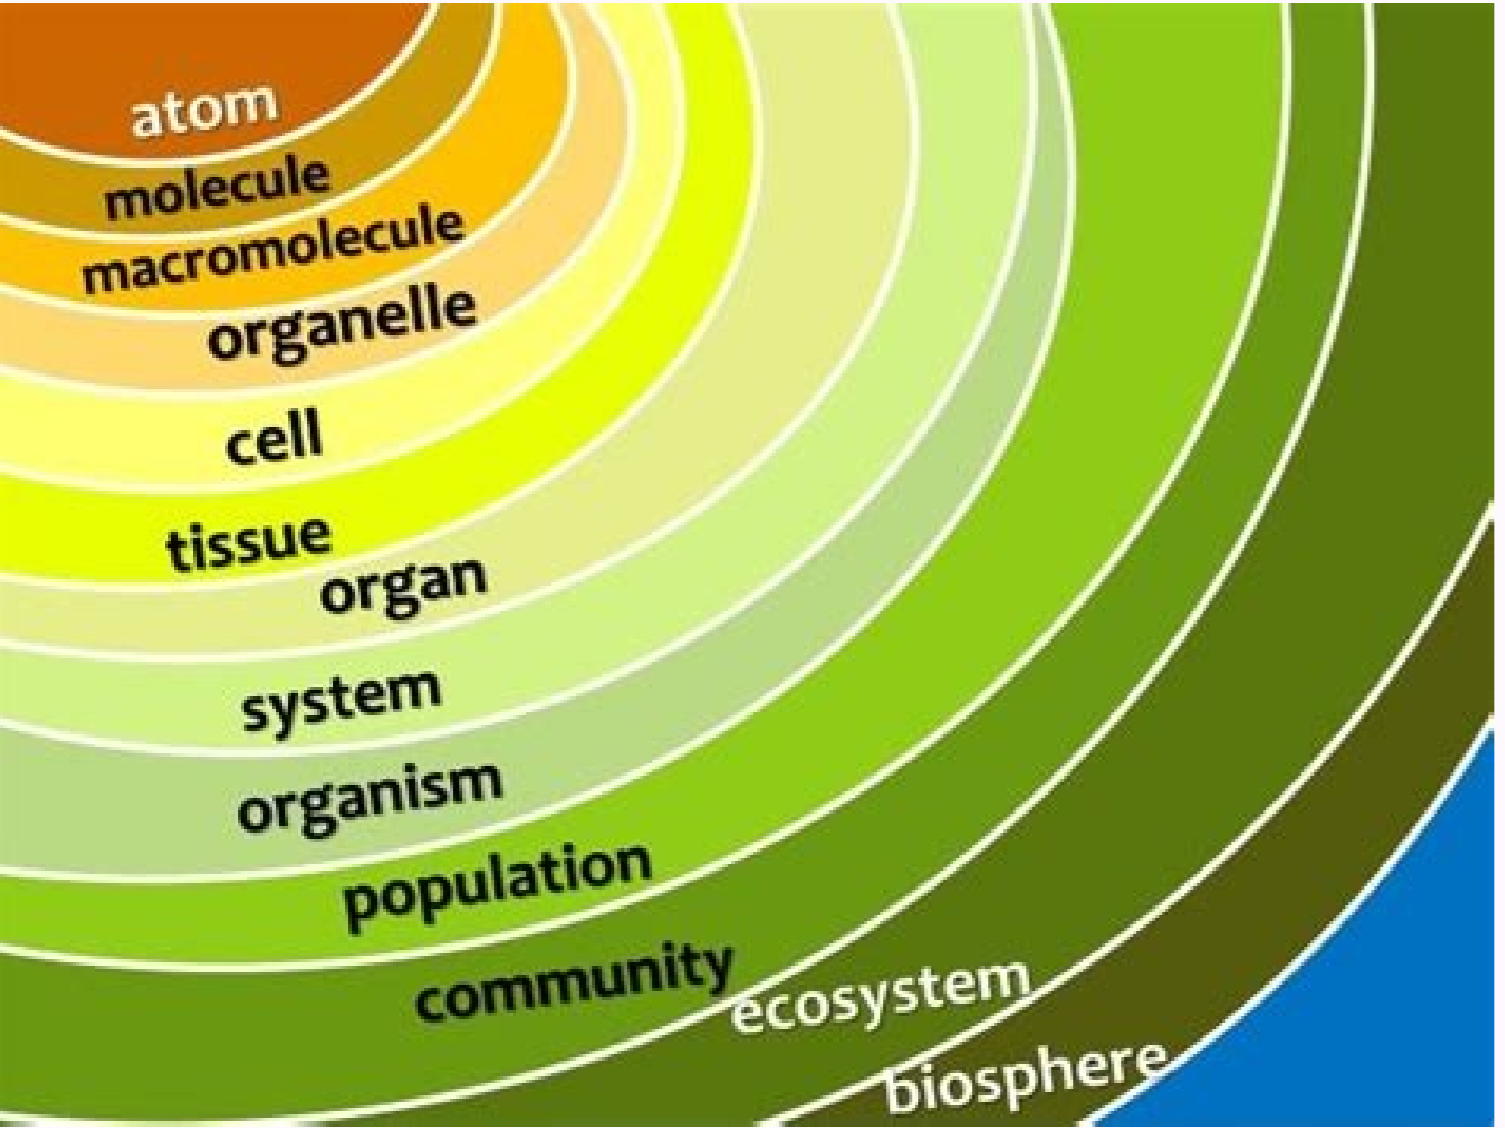 atom
molecule
macromolecule
organelle
cell
tissue
organ
system
organism
population
community
ecosystem
biosphere